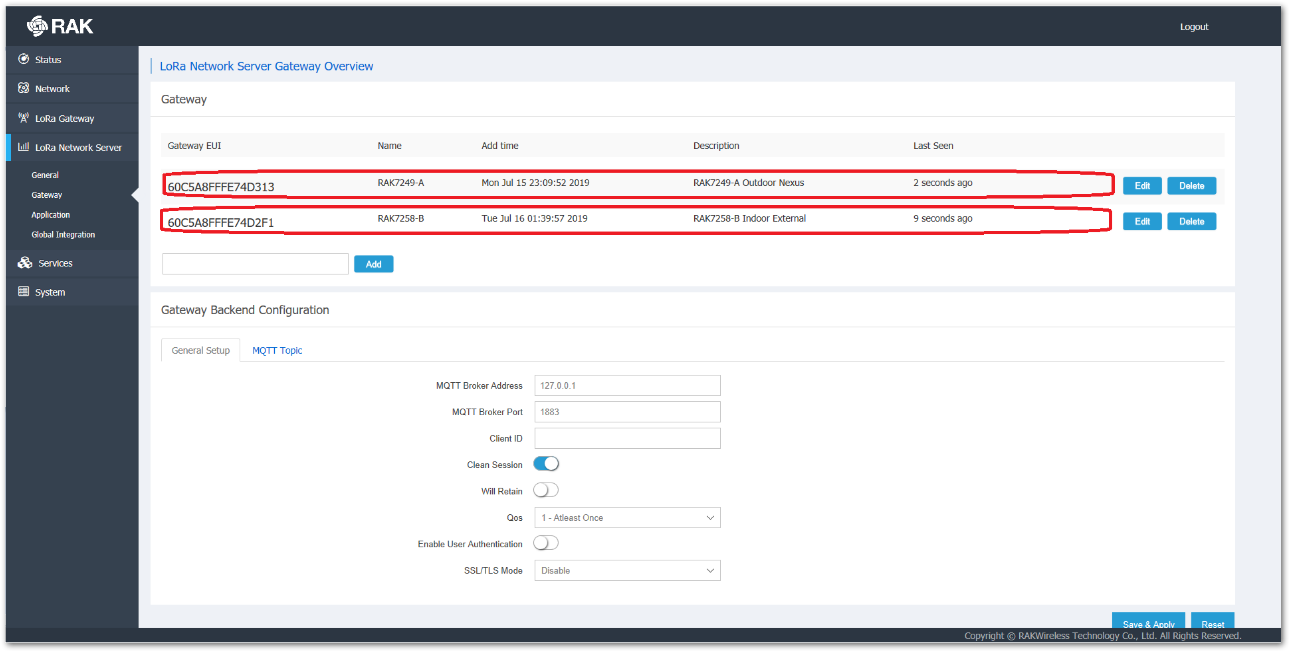 RAK
Logout
Status
Network
LoRa Gateway
LoRa Network Server
General
Gateway
Application
Global Integration
Services
System
LoRa Network Server Gateway Overview
Gateway
Gateway EUI Name Add time Description Last Seen
60C5A8FFFE74D313 RAK7249-A Mon Jul 15 23:09:52 2019 RAK7249-A Outdoor Nexus 2 seconds ago Edit Delete
60C5A8FFFE74D2F1 RAK7258-B Tue Jul 16 01:39:57 2019 RAK7258-B Indoor External 9 seconds ago Edit Delete
Add
Gateway Backend Configuration
General Setup MQTT Topic
MQTT Broker Address 127.0.0.1
MQTT Broker Port 1883
Client ID
Clean Session
Will Retain
Qos 1 - Atleast Once
Enable User Authentication
SSL/TLS Mode Disable
Save & Apply Reset
Copyright © RAKWireless Technology Co., Ltd. All Rights Reserved.